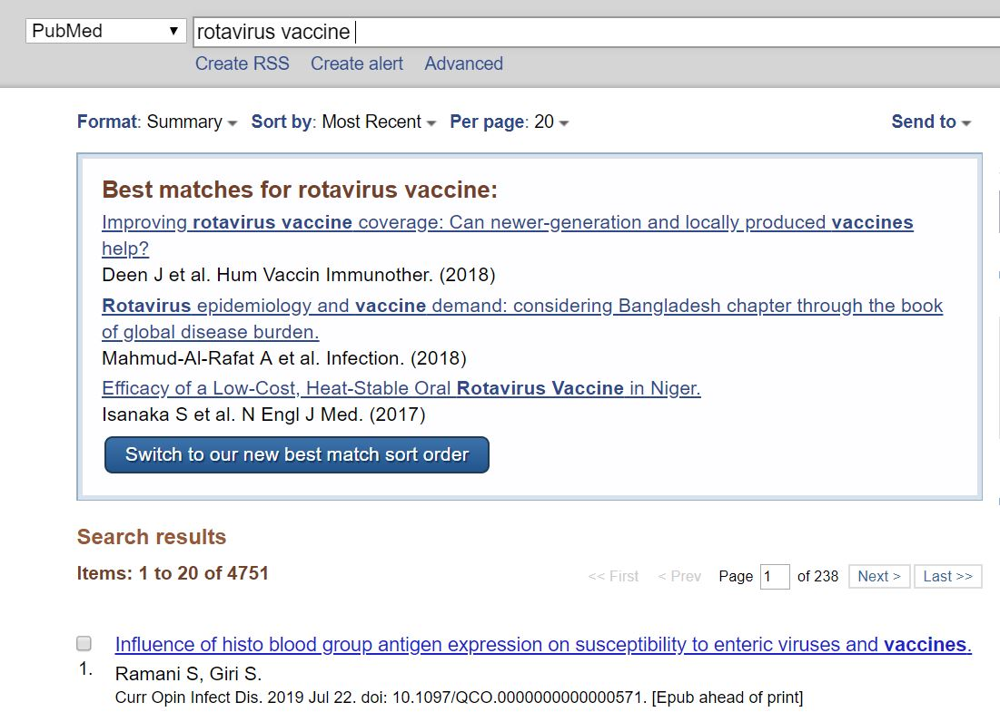 PubMed rotavirus vaccine
Create RSS Create alert Advanced
Format: Summary Sort by: Most Recent Per page: 20 Send to
Best matches for rotavirus vaccine:
Improving rotavirus vaccine coverage: Can newer-generation and locally produced vaccines
help?
Deen J et al. Hum Vaccin Immunother. (2018)
Rotavirus epidemiology and vaccine demand: considering Bangladesh chapter through the book
of global disease burden.
Mahmud-Al-Rafat A et al. Infection. (2018)
Efficacy of a Low-Cost, Heat-Stable Oral Rotavirus Vaccine in Niger.
Isanaka S et al. N Engl J Med. (2017)
Switch to our new best match sort order
Search results
Items: 1 to 20 of 4751 << First < Prev Page 1 of 238 Next > Last >>
Influence of histo blood group antigen expression on susceptibility to enteric viruses and vaccines.
1. Ramani S, Giri S.
Curr Opin Infect Dis. 2019 Jul 22. doi: 10.1097/QCO.0000000000000571. [Epub ahead of print]